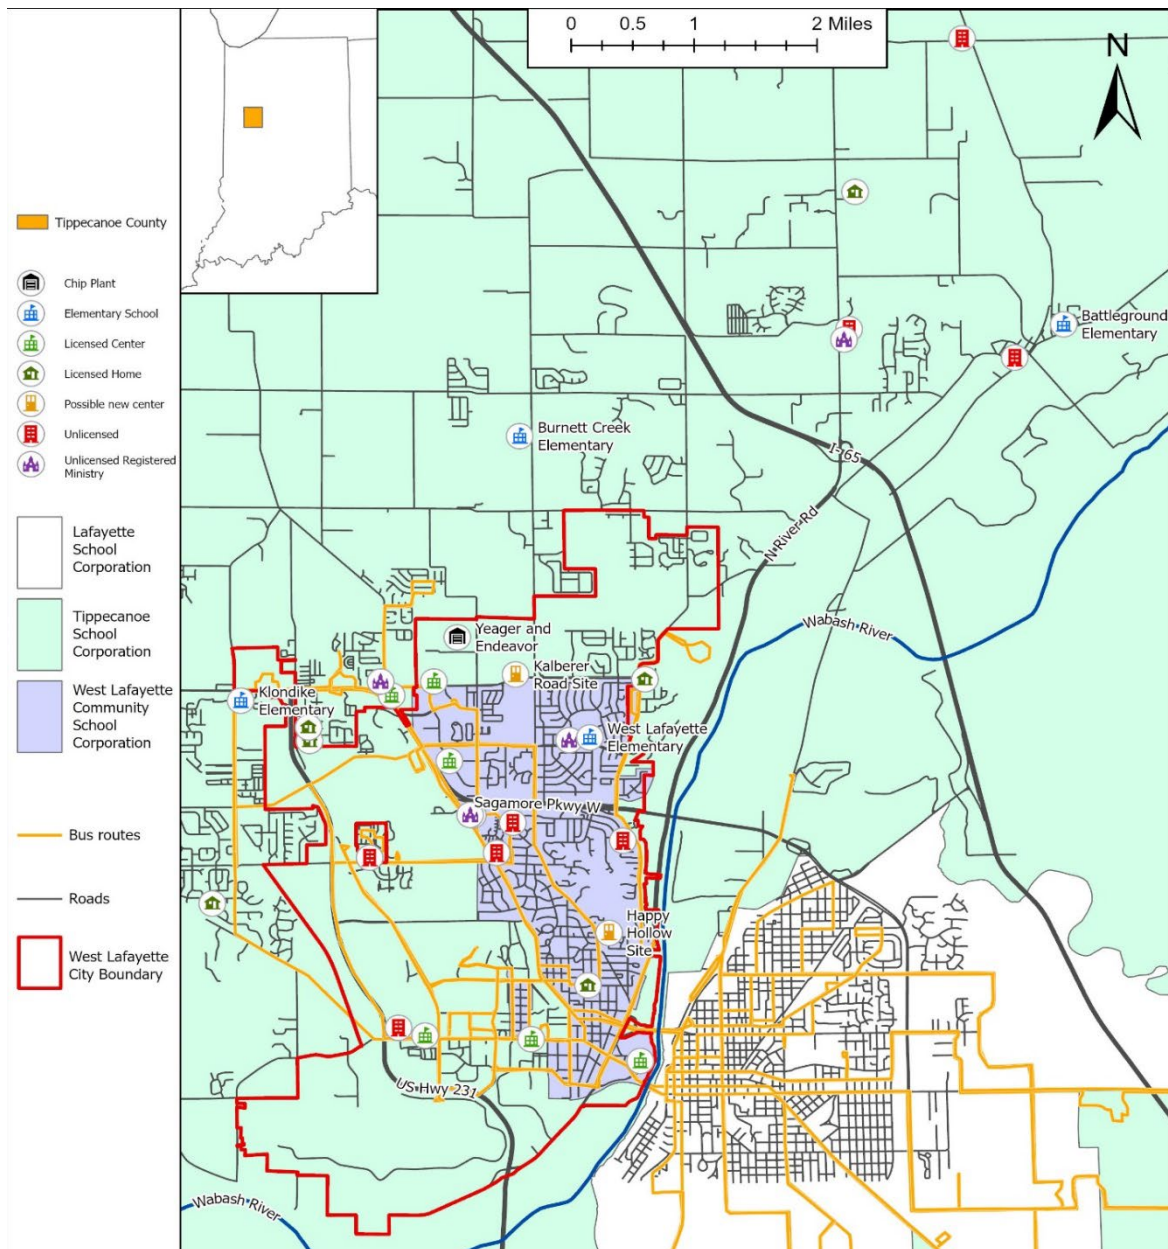 0 0.5 1 2 Miles
N
Tippecanoe County
Chip Plant
Elementary School
Licensed Center
Licensed Home
Possible new center
Unlicensed
Unlicensed Registered
Ministry
Lafayette
School
Corporation
Tippecanoe
School
Corporation
West Lafayette
Community
School
Corporation
Bus routes
Roads
West Lafayette
City Boundary
Battleground
Elementary
Burnett Creek
Elementary
I-65
N River Rd
Wabash River
Yeager and
Endeavor
Kalberer
Road Site
Klondike
Elementary
West Lafayette
Elementary
Sagamore Pkwy W
Happy
Hollow
Site
US Hwy 231
Wabash River